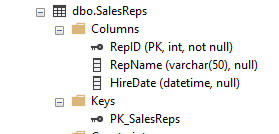 dbo.SalesReps
Columns
RepID (PK, int, not null)
RepName (varchar(50), null)
HireDate (datetime, null)
Keys
PK_SalesReps